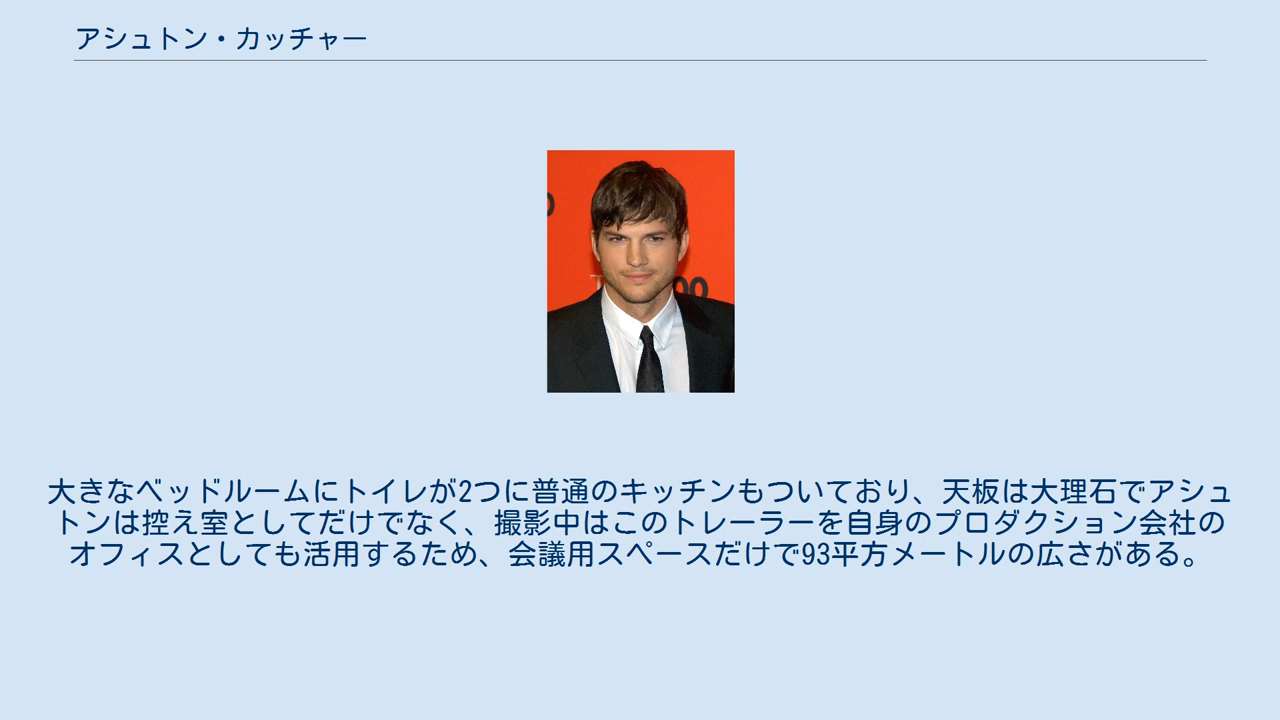 アシュトン・カッチャー
大きなベッドルームにトイレが2つに普通のキッチンもついており、天板は大理石でアシュ
トンは控え室としてだけでなく、撮影中はこのトレーラーを自身のプロダクション会社の
オフィスとしても活用するため、会議用スペースだけで93平方メートルの広さがある。